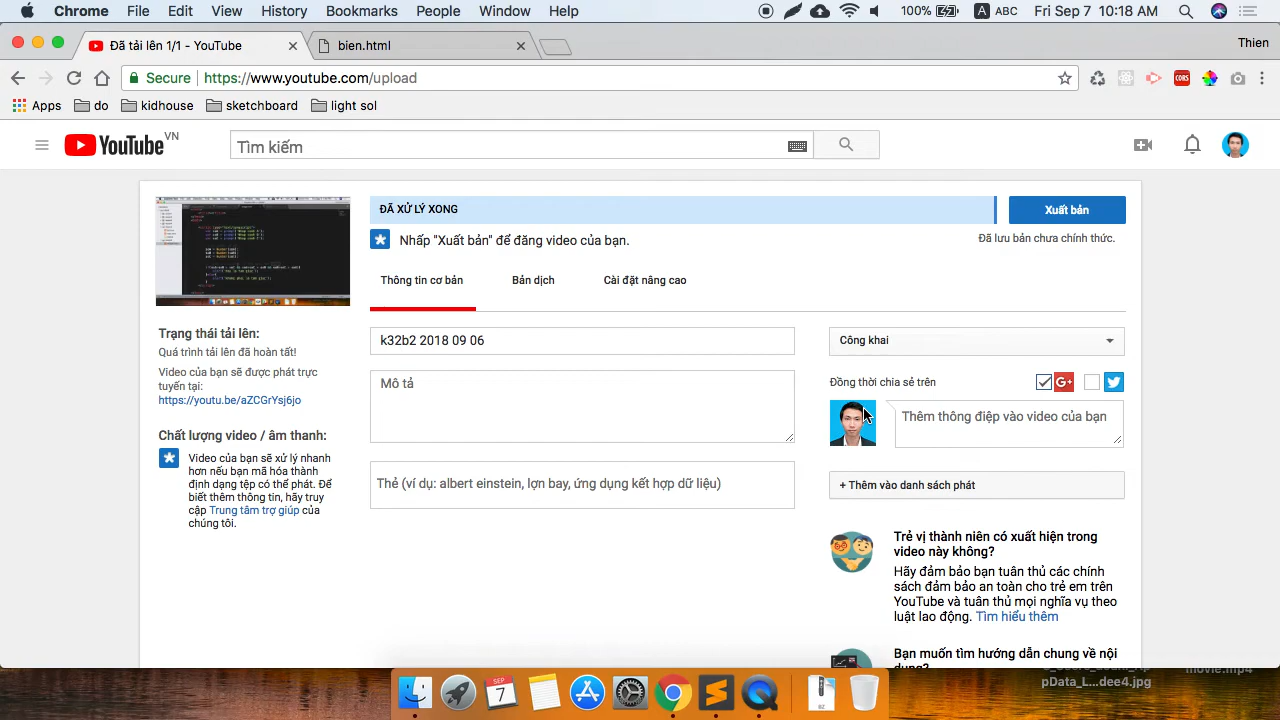 Chrome File Edit View History Bookmarks People Window Help 100% A ABC Fri Sep 7 10:18 AM
Đã tải lên 1/1 - YouTube bien.html Thien
Secure https://www.youtube.com/upload CORS
Apps do kidhouse sketchboard light sol
YouTube VN Tìm kiếm
ĐÃ XỬ LÝ XONG Xuất bản
Nhấp "Xuất bản" để đăng video của bạn. Đã lưu bản chưa chính thức.
Thông tin cơ bản Bản dịch Cài đặt nâng cao
Trạng thái tải lên:
Quá trình tải lên đã hoàn tất!
Video của bạn sẽ được phát trực
tuyến tại:
https://youtu.be/aZCGrYsj6jo
Chất lượng video / âm thanh:
Video của bạn sẽ xử lý nhanh
hơn nếu bạn mã hóa thành
định dạng tệp có thể phát. Để
biết thêm thông tin, hãy truy
cập Trung tâm trợ giúp của
chúng tôi.
k32b2 2018 09 06
Mô tả
Thẻ (ví dụ: albert einstein, lợn bay, ứng dụng kết hợp dữ liệu)
Công khai
Đồng thời chia sẻ trên G+
Thêm thông điệp vào video của bạn
+ Thêm vào danh sách phát
Trẻ vị thành niên có xuất hiện trong
video này không?
Hãy đảm bảo bạn tuân thủ các chính
sách đảm bảo an toàn cho trẻ em trên
YouTube và tuân thủ mọi nghĩa vụ theo
luật lao động. Tìm hiểu thêm
Bạn muốn tìm hướng dẫn chung về nội
movie.mp4
pData_L...dee4.jpg
SEP
7